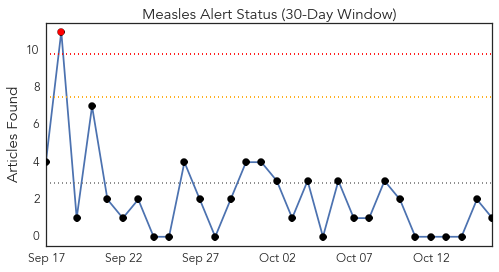 Measles Alert Status (30-Day Window)
Articles Found
10
8
6
4
2
0
Sep 17 Sep 22 Sep 27 Oct 02 Oct 07 Oct 12